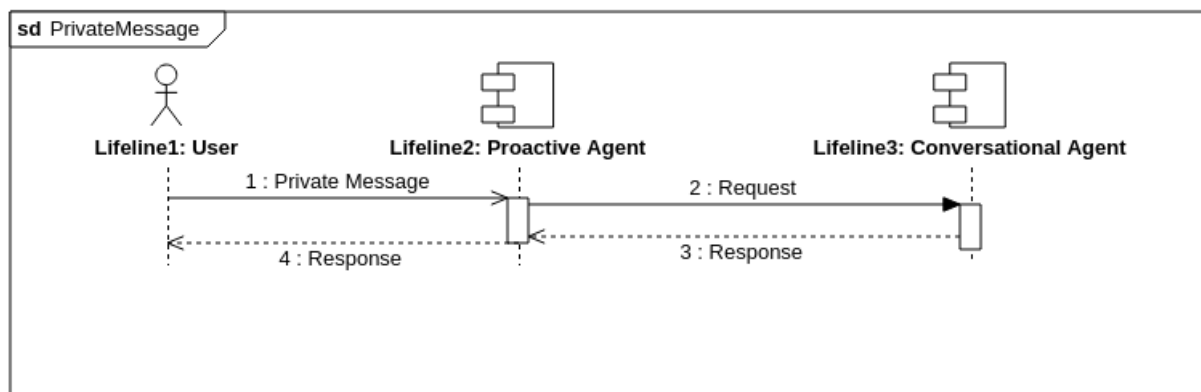 sd PrivateMessage
Lifeline1: User
Lifeline2: Proactive Agent
Lifeline3: Conversational Agent
1 : Private Message
2 : Request
3 : Response
4 : Response